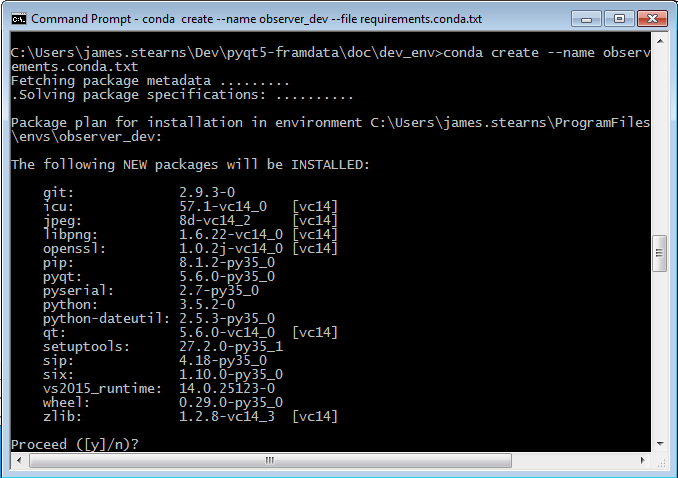 Command Prompt - conda  create --name observer_dev --file requirements.conda.txt
C:\Users\james.stearns\Dev\pyqt5-framdata\doc\dev_env>conda create --name observ
ements.conda.txt
Fetching package metadata .........
.Solving package specifications: ..........
Package plan for installation in environment C:\Users\james.stearns\ProgramFiles
\envs\observer_dev:
The following NEW packages will be INSTALLED:
git:             2.9.3-0
icu:             57.1-vc14_0   [vc14]
jpeg:            8d-vc14_2     [vc14]
libpng:          1.6.22-vc14_0 [vc14]
openssl:         1.0.2j-vc14_0 [vc14]
pip:             8.1.2-py35_0
pyqt:            5.6.0-py35_0
pyserial:        2.7-py35_0
python:          3.5.2-0
python-dateutil: 2.5.3-py35_0
qt:              5.6.0-vc14_0  [vc14]
setuptools:      27.2.0-py35_1
sip:             4.18-py35_0
six:             1.10.0-py35_0
vs2015_runtime:  14.0.25123-0
wheel:           0.29.0-py35_0
zlib:            1.2.8-vc14_3  [vc14]
Proceed ([y]/n)?